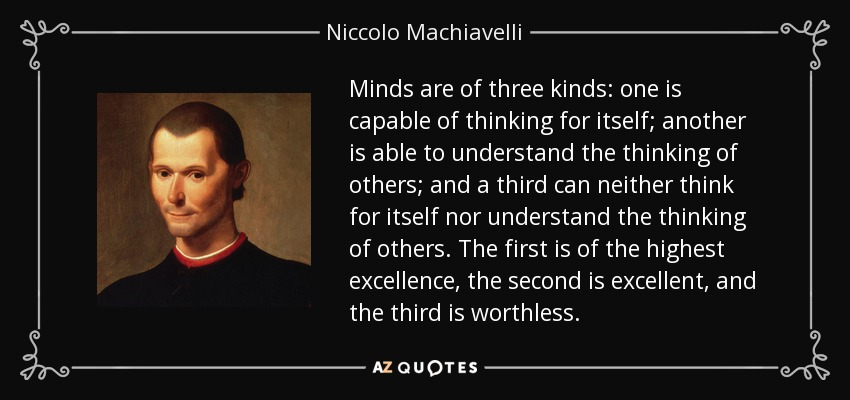 Niccolo Machiavelli
Minds are of three kinds: one is
capable of thinking for itself; another
is able to understand the thinking of
others; and a third can neither think
for itself nor understand the thinking
of others. The first is of the highest
excellence, the second is excellent, and
the third is worthless.
AZ QUOTES